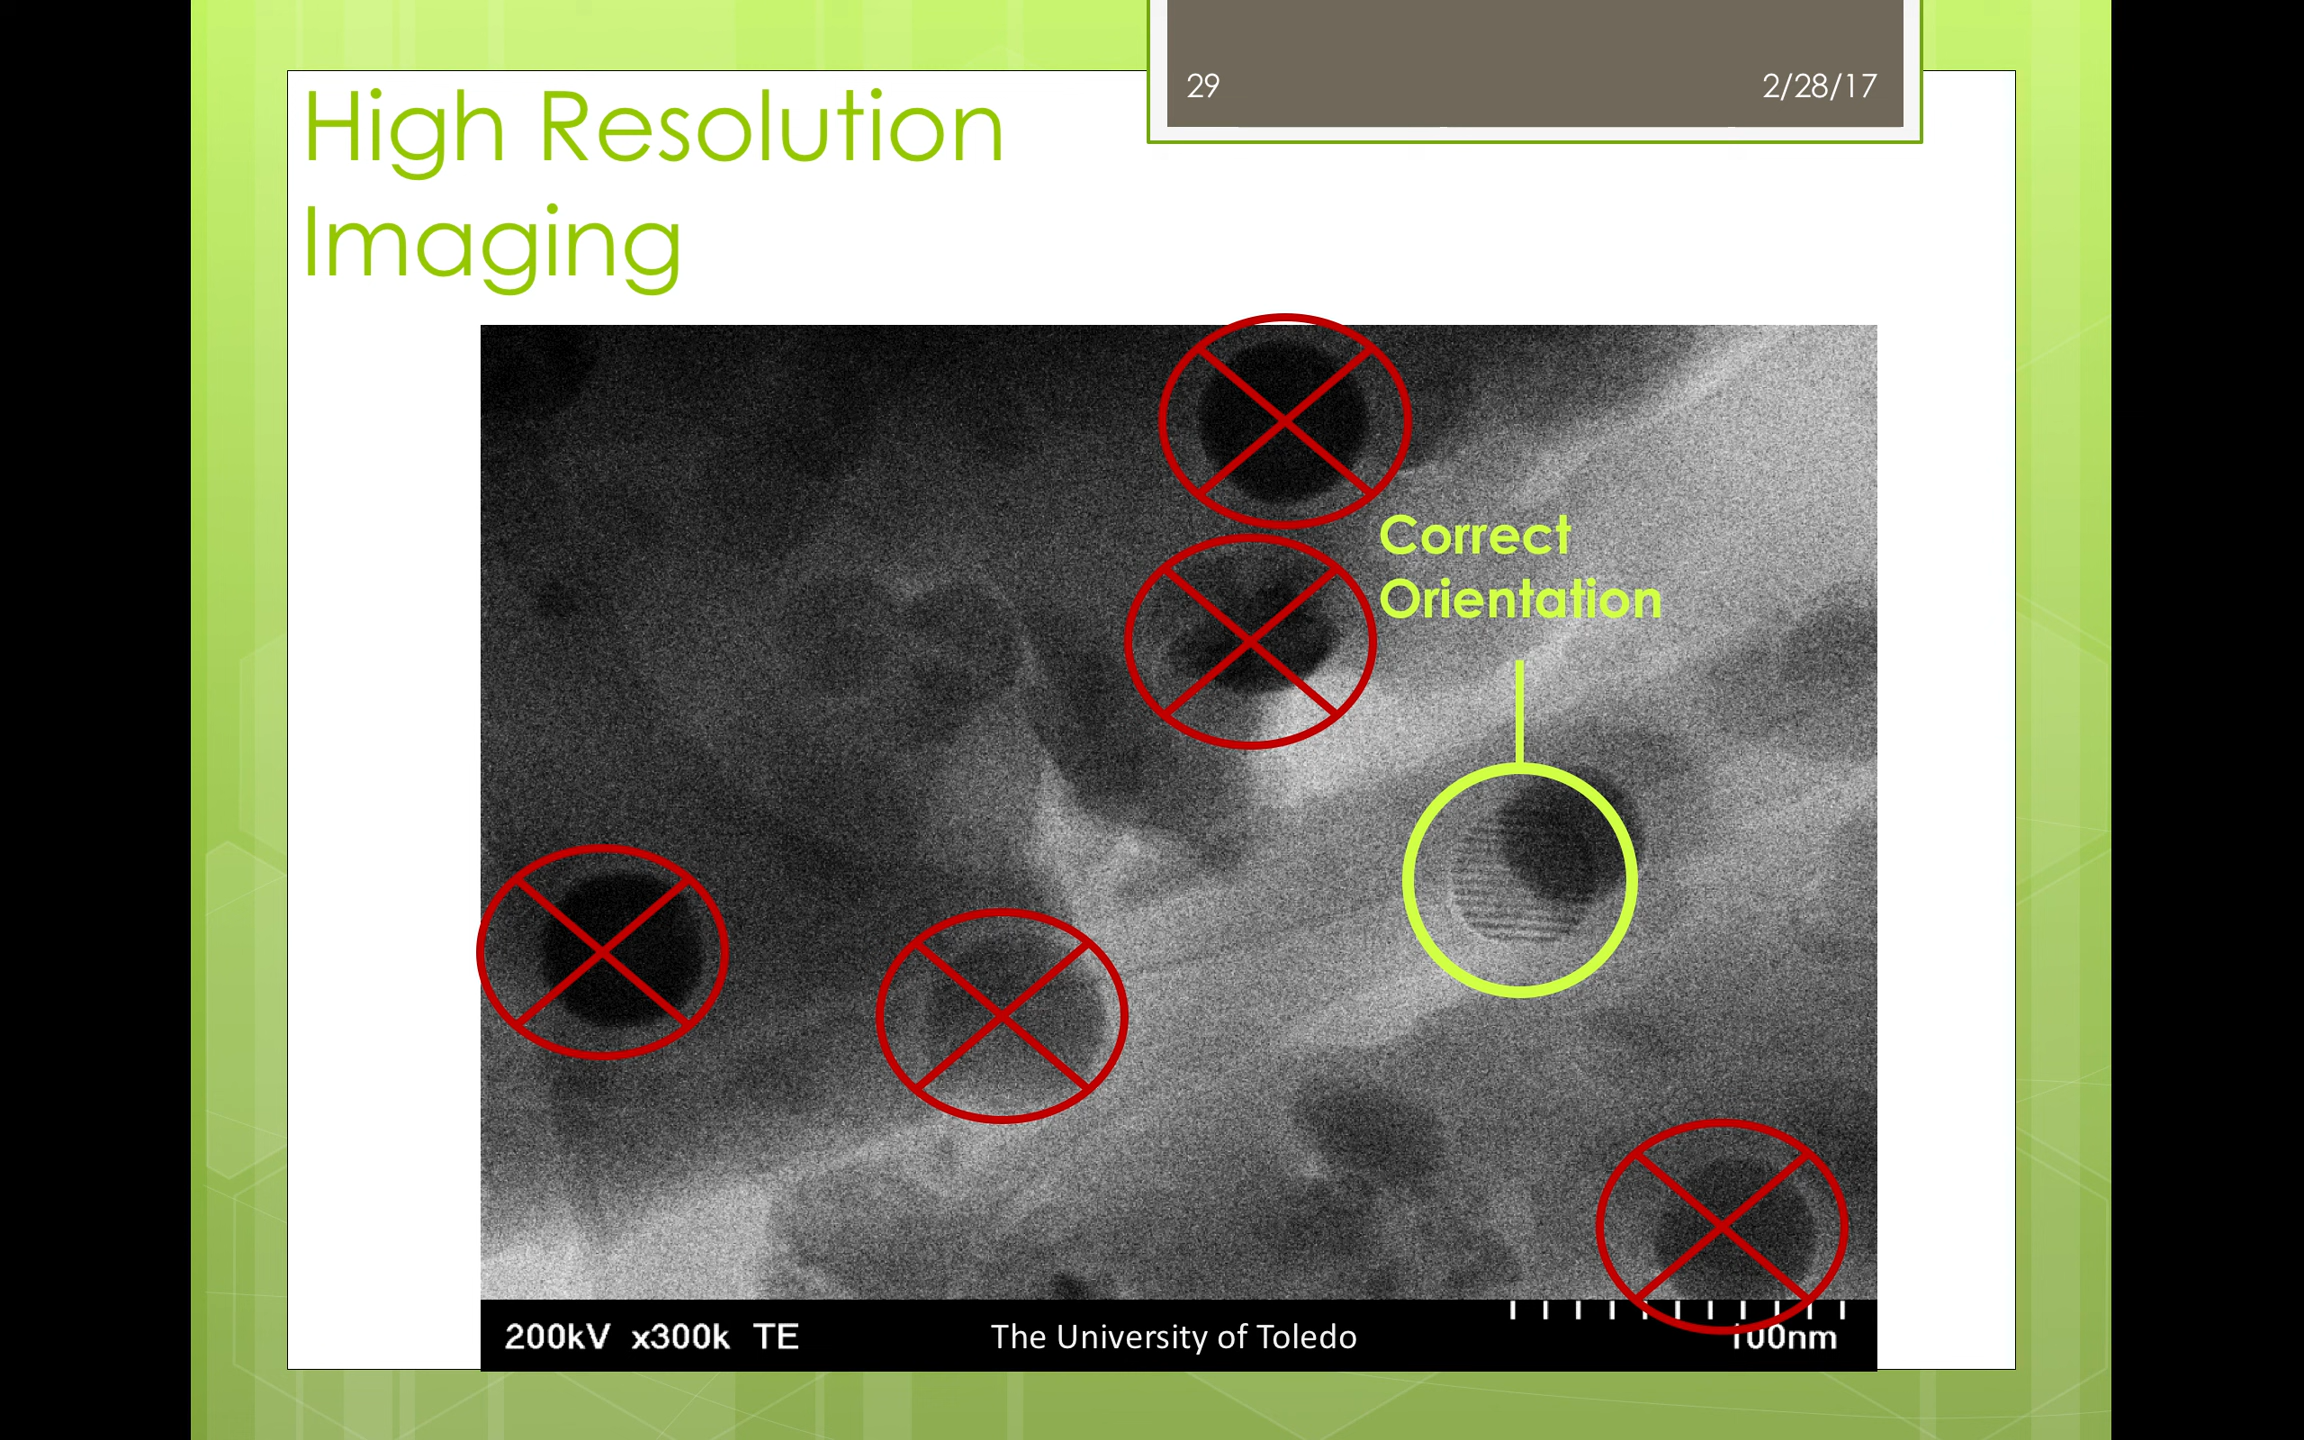 29
2/28/17
High Resolution
Imaging
Correct
Orientation
200kV x300k TE
The University of Toledo
100nm